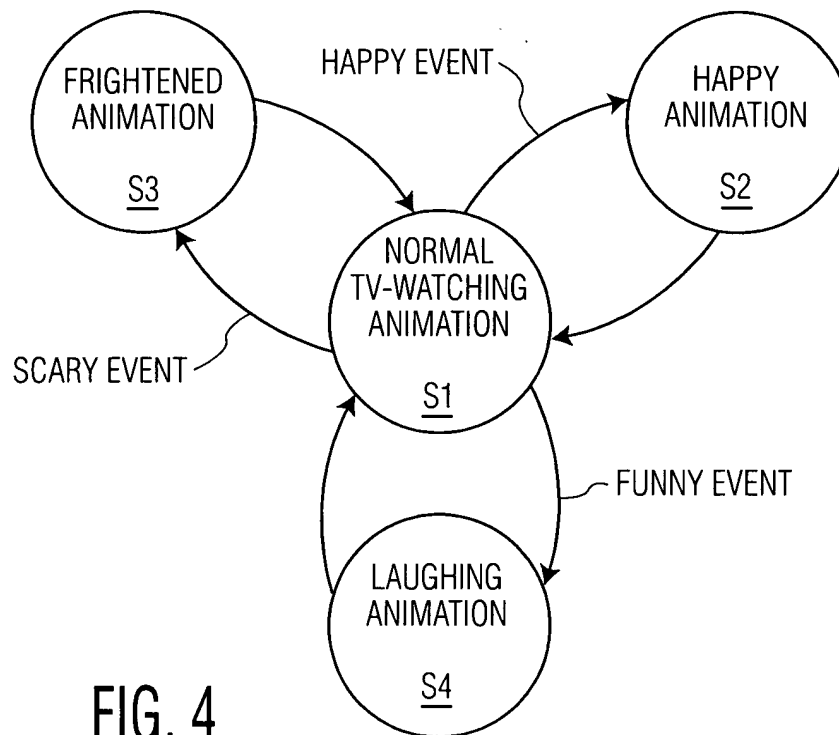 FRIGHTENED
ANIMATION
S3
HAPPY EVENT
HAPPY
ANIMATION
S2
NORMAL
TV-WATCHING
ANIMATION
S1
SCARY EVENT
FUNNY EVENT
LAUGHING
ANIMATION
S4
FIG. 4